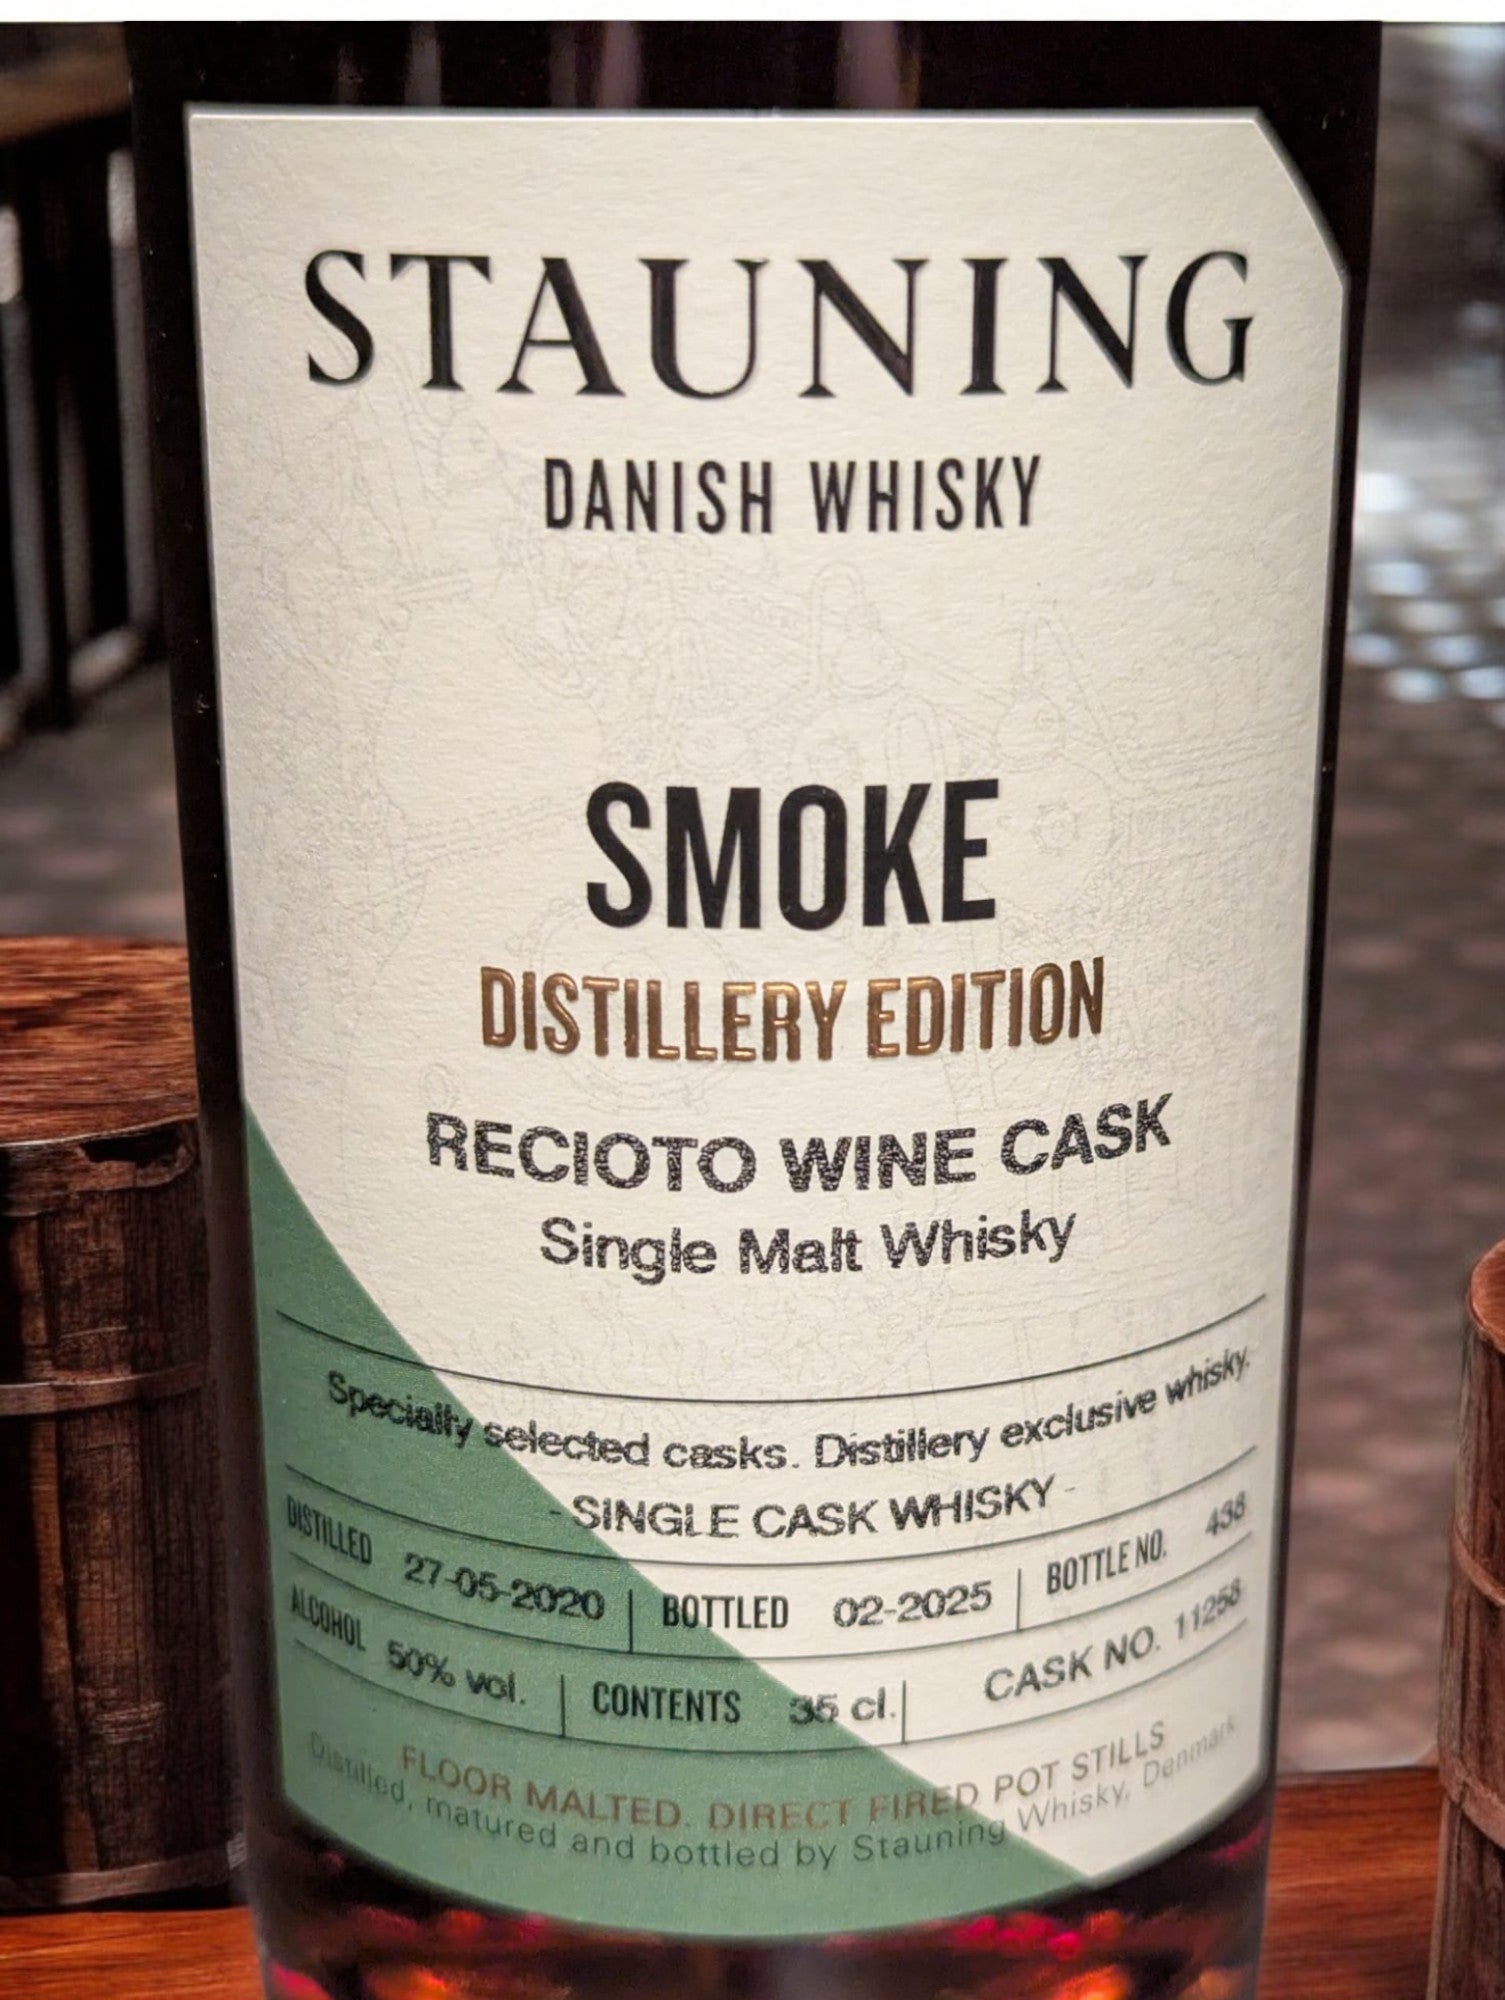 STAUNING
DANISH WHISKY
SMOKE
DISTILLERY EDITION
RECIOTO WINE CASK
Single Malt Whisky
Specially selected casks. Distillery exclusive whisky.
- SINGLE CASK WHISKY -
DISTILLED 27-05-2020 BOTTLED 02-2025 BOTTLE NO. 438
ALCOHOL 50% vol. CONTENTS 35 cl. CASK NO. 11258
FLOOR MALTED. DIRECT FIRED POT STILLS
Distilled, matured and bottled by Stauning Whisky, Denmark